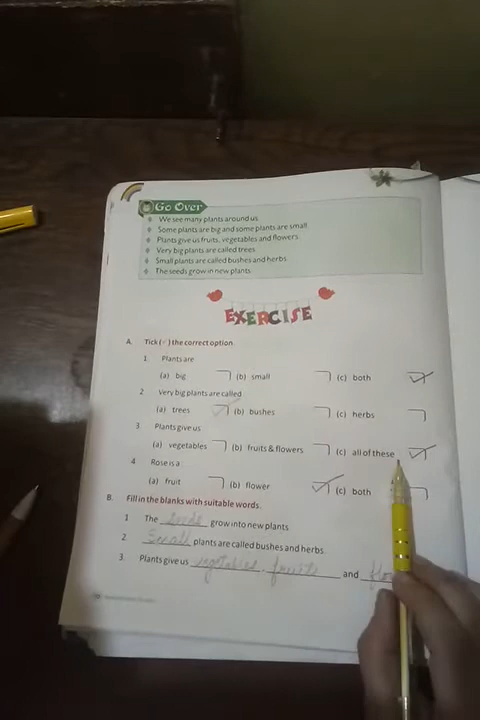 Go Over
We see many plants around us.
Some plants are big and some plants are small.
Plants give us fruits, vegetables and flowers.
Very big plants are called trees.
Small plants are called bushes and herbs.
The seeds grow in new plants.
EXERCISE
A. Tick (✓) the correct option.
1. Plants are
(a) big (b) small (c) both ✓
2. Very big plants are called
(a) trees ✓ (b) bushes (c) herbs
3. Plants give us
(a) vegetables (b) fruits & flowers (c) all of these ✓
4. Rose is a
(a) fruit (b) flower ✓ (c) both
B. Fill in the blanks with suitable words.
1. The seeds grow into new plants
2. Small plants are called bushes and herbs.
3. Plants give us vegetables, fruits and flo